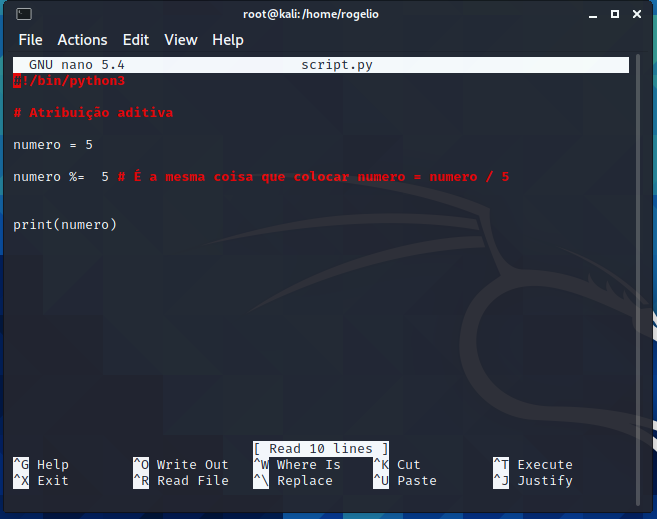 root@kali:/home/rogelio
File Actions Edit View Help
GNU nano 5.4 script.py
#!/bin/python3
# Atribuição aditiva
numero = 5
numero %=  5 # É a mesma coisa que colocar numero = numero / 5
print(numero)
[ Read 10 lines ]
^G Help ^O Write Out ^W Where Is ^K Cut ^T Execute
^X Exit ^R Read File ^\ Replace ^U Paste ^J Justify